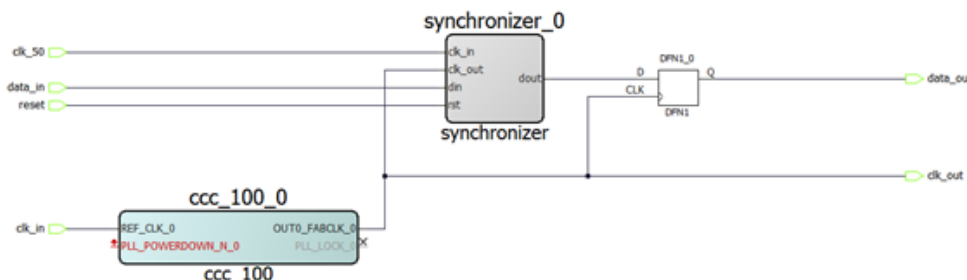 synchronizer_0
clk_50
clk_in
clk_out
data_in
din
dout
reset
rst
synchronizer
DFN1_0
D
Q
CLK
DFN1
data_ou
clk_out
ccc_100_0
clk_in
REF_CLK_0
OUT0_FABCLK_0
PLL_POWERDOWN_N_0
PLL_LOCK_0
ccc_100